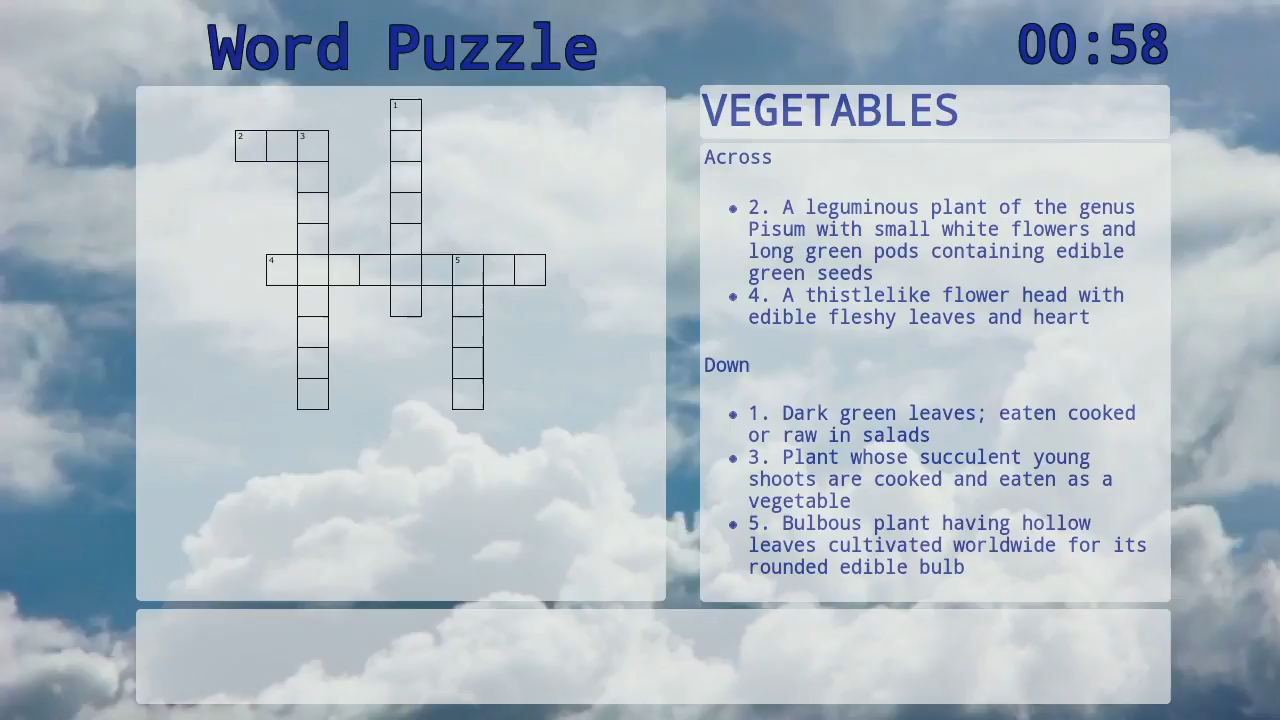 Word Puzzle
00:58
1
2
3
4
5
VEGETABLES
Across
2. A leguminous plant of the genus
Pisum with small white flowers and
long green pods containing edible
green seeds
4. A thistlelike flower head with
edible fleshy leaves and heart
Down
1. Dark green leaves; eaten cooked
or raw in salads
3. Plant whose succulent young
shoots are cooked and eaten as a
vegetable
5. Bulbous plant having hollow
leaves cultivated worldwide for its
rounded edible bulb